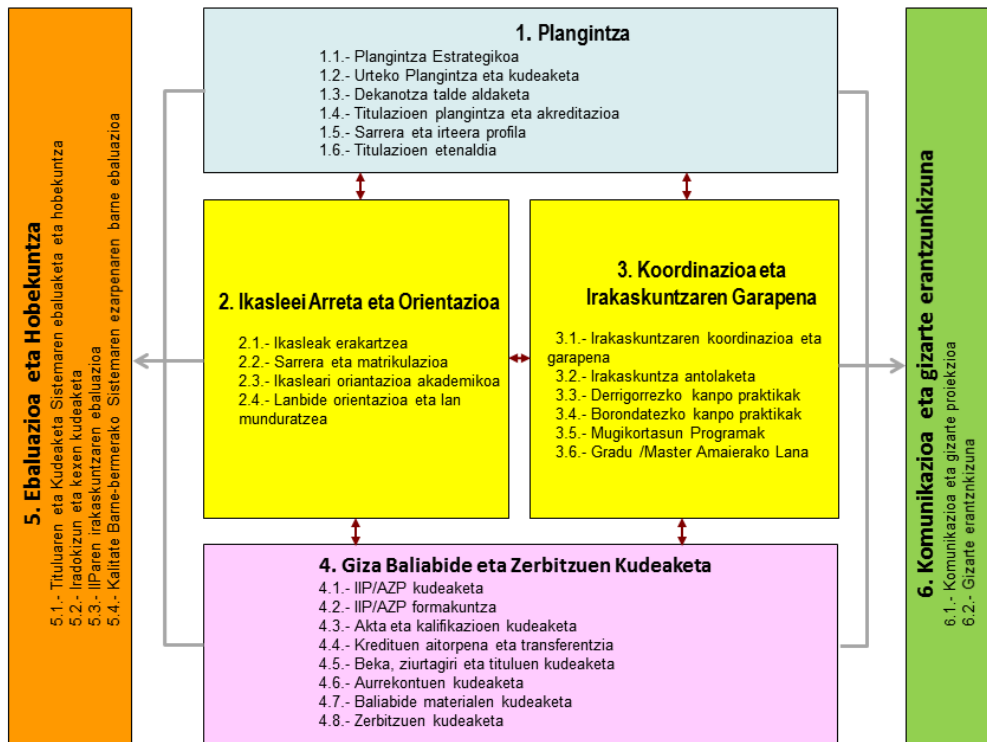 1. Plangintza
1.1.- Plangintza Estrategikoa
1.2.- Urteko Plangintza eta kudeaketa
1.3.- Dekanotza talde aldaketa
1.4.- Titulazioen plangintza eta akreditazioa
1.5.- Sarrera eta irteera profila
1.6.- Titulazioen etenaldia
2. Ikasleei Arreta eta Orientazioa
2.1.- Ikasleak erakartzea
2.2.- Sarrera eta matrikulazioa
2.3.- Ikasleari oriantazioa akademikoa
2.4.- Lanbide orientazioa eta lan
munduratzea
3. Koordinazioa eta
Irakaskuntzaren Garapena
3.1.- Irakaskuntzaren koordinazioa eta
garapena
3.2.- Irakaskuntza antolaketa
3.3.- Derrigorrezko kanpo praktikak
3.4.- Borondatezko kanpo praktikak
3.5.- Mugikortasun Programak
3.6.- Gradu /Master Amaierako Lana
4. Giza Baliabide eta Zerbitzuen Kudeaketa
4.1.- IIP/AZP kudeaketa
4.2.- IIP/AZP formakuntza
4.3.- Akta eta kalifikazioen kudeaketa
4.4.- Kredituen aitorpena eta transferentzia
4.5.- Beka, ziurtagiri eta tituluen kudeaketa
4.6.- Aurrekontuen kudeaketa
4.7.- Baliabide materialen kudeaketa
4.8.- Zerbitzuen kudeaketa
5. Ebaluazioa eta Hobekuntza
5.1.- Tituluaren eta Kudeaketa Sistemaren ebaluaketa eta hobekuntza
5.2.- Iradokizun eta kexen kudeaketa
5.3.- IIParen irakaskuntzaren ebaluazioa
5.4.- Kalitate Barne-bermerako Sistemaren ezarpenaren barne ebaluazioa
6. Komunikazioa eta gizarte erantzunkizuna
6.1.- Komunikazioa eta gizarte proiekzioa
6.2.- Gizarte erantznkizuna